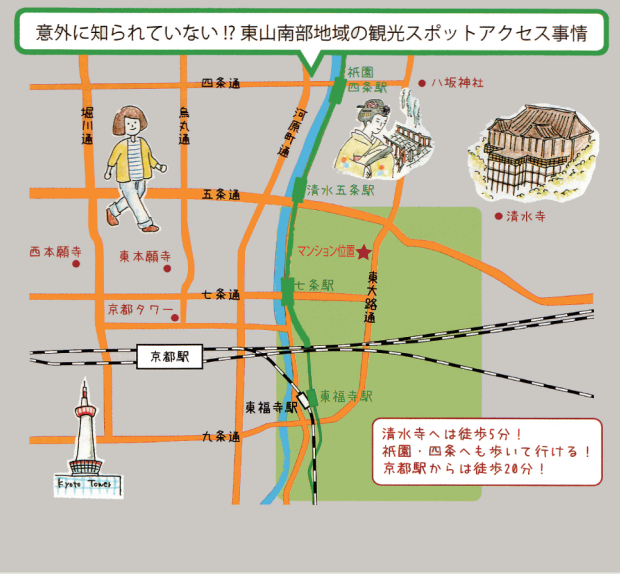 意外に知られていない!?東山南部地域の観光スポットアクセス事情
四条通
祇園
四条駅
八坂神社
堀川通
烏丸通
河原町通
五条通
清水五条駅
清水寺
西本願寺
東本願寺
マンション位置
東大路通
七条通
七条駅
京都タワー
京都駅
東福寺駅
東福寺駅
九条通
Kyoto Tower
清水寺へは徒歩5分!
祇園・四条へも歩いて行ける!
京都駅からは徒歩20分!